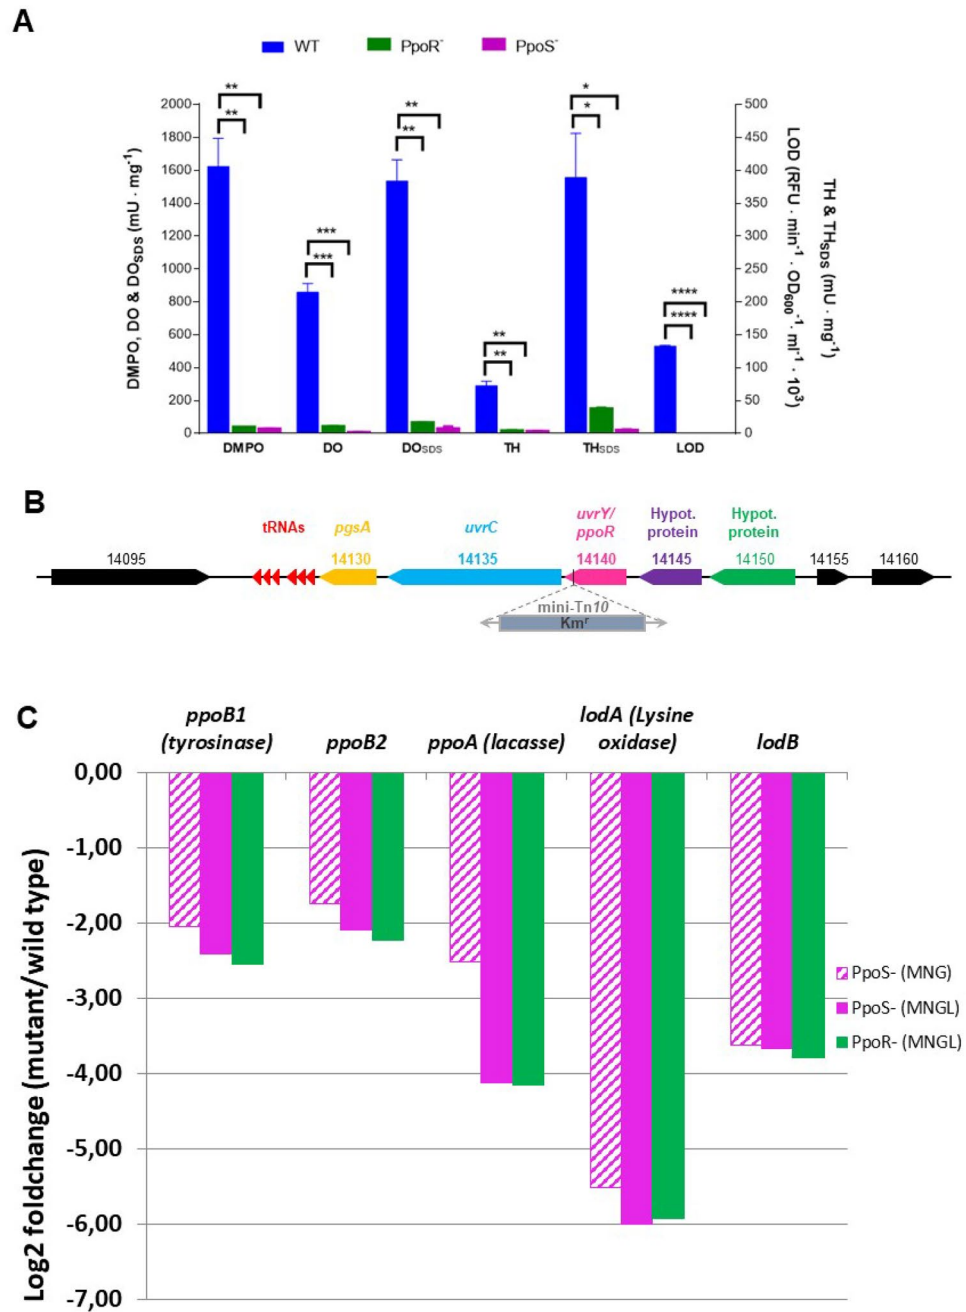 A
WT PpoR- PpoS-
DMPO, DO & DOSDS (mU · mg-1)
2000
1800
1600
1400
1200
1000
800
600
400
200
0
** ** *** *** ** ** ** ** * * **** ****
500
450
400
350
300
250
200
150
100
50
0
LOD (RFU · min-1 · OD600-1 · ml-1 · 103)
TH & THSDS (mU · mg-1)
DMPO DO DOSDS TH THSDS LOD
B
tRNAs pgsA uvrC uvrY/ Hypot. Hypot.
ppoR protein protein
14095 14130 14135 14140 14145 14150 14155 14160
mini-Tn10
Kmr
C
ppoB1 lodA (Lysine
(tyrosinase) ppoB2 ppoA (lacasse) oxidase) lodB
Log2 foldchange (mutant/wild type)
0,00
-1,00
-2,00
-3,00
-4,00
-5,00
-6,00
-7,00
PpoS- (MNG)
PpoS- (MNGL)
PpoR- (MNGL)